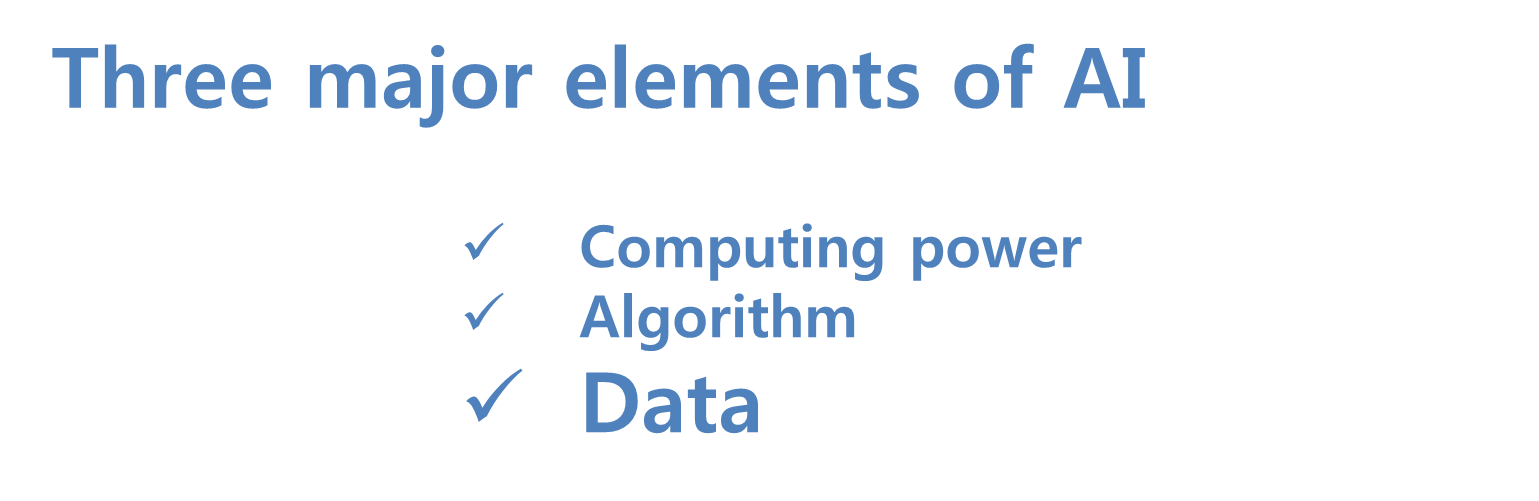 Three major elements of AI
✓ Computing power
✓ Algorithm
✓ Data